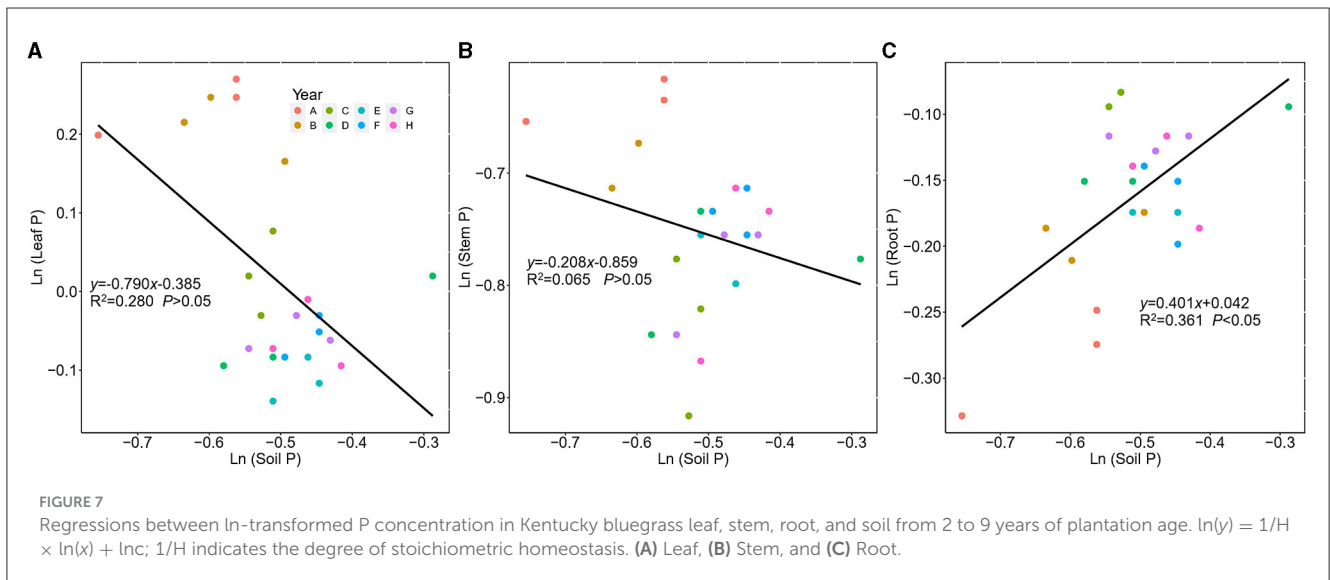 A
B
C
Year
A C E G
B D F H
Ln (Leaf P)
0.2
0.1
0.0
−0.1
y=-0.790x-0.385
R²=0.280 P>0.05
−0.7 −0.6 −0.5 −0.4 −0.3
Ln (Soil P)
Ln (Stem P)
−0.7
−0.8
−0.9
y=-0.208x-0.859
R²=0.065 P>0.05
−0.7 −0.6 −0.5 −0.4 −0.3
Ln (Soil P)
Ln (Root P)
−0.10
−0.15
−0.20
−0.25
−0.30
y=0.401x+0.042
R²=0.361 P<0.05
−0.7 −0.6 −0.5 −0.4 −0.3
Ln (Soil P)
FIGURE 7
Regressions between ln-transformed P concentration in Kentucky bluegrass leaf, stem, root, and soil from 2 to 9 years of plantation age. ln(y) = 1/H
× ln(x) + lnc; 1/H indicates the degree of stoichiometric homeostasis. (A) Leaf, (B) Stem, and (C) Root.